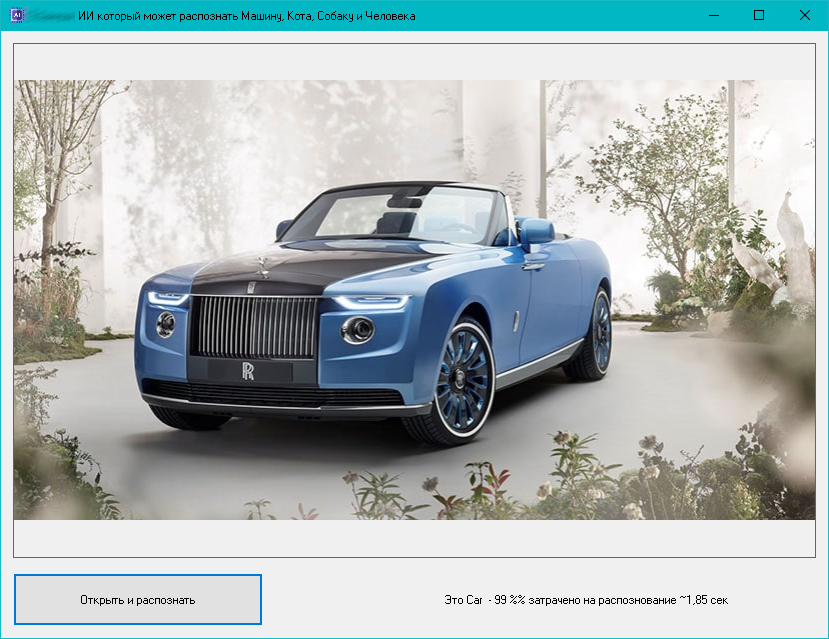 ИИ который может распознать Машину, Кота, Собаку и Человека
RR
Открыть и распознать
Это Car - 99 %% затрачено на распознование ~1,85 сек